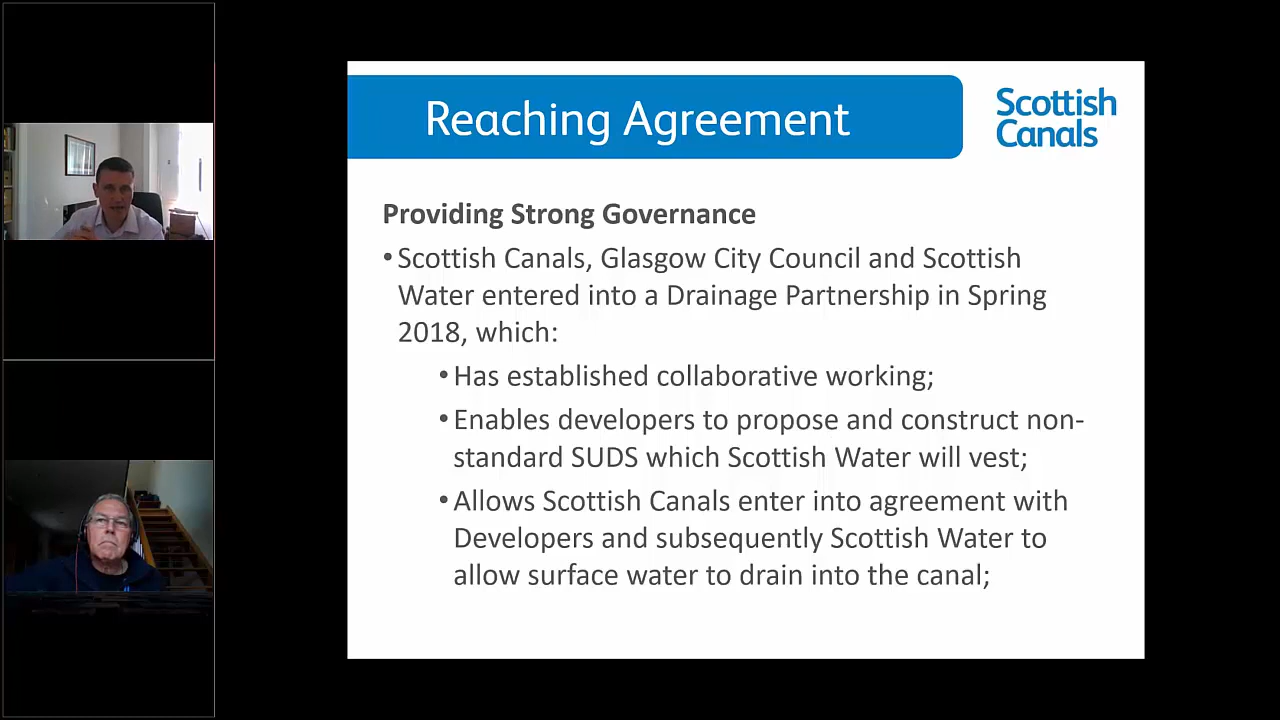 Reaching Agreement
Scottish
Canals
Providing Strong Governance
• Scottish Canals, Glasgow City Council and Scottish
Water entered into a Drainage Partnership in Spring
2018, which:
• Has established collaborative working;
• Enables developers to propose and construct non-
standard SUDS which Scottish Water will vest;
• Allows Scottish Canals enter into agreement with
Developers and subsequently Scottish Water to
allow surface water to drain into the canal;